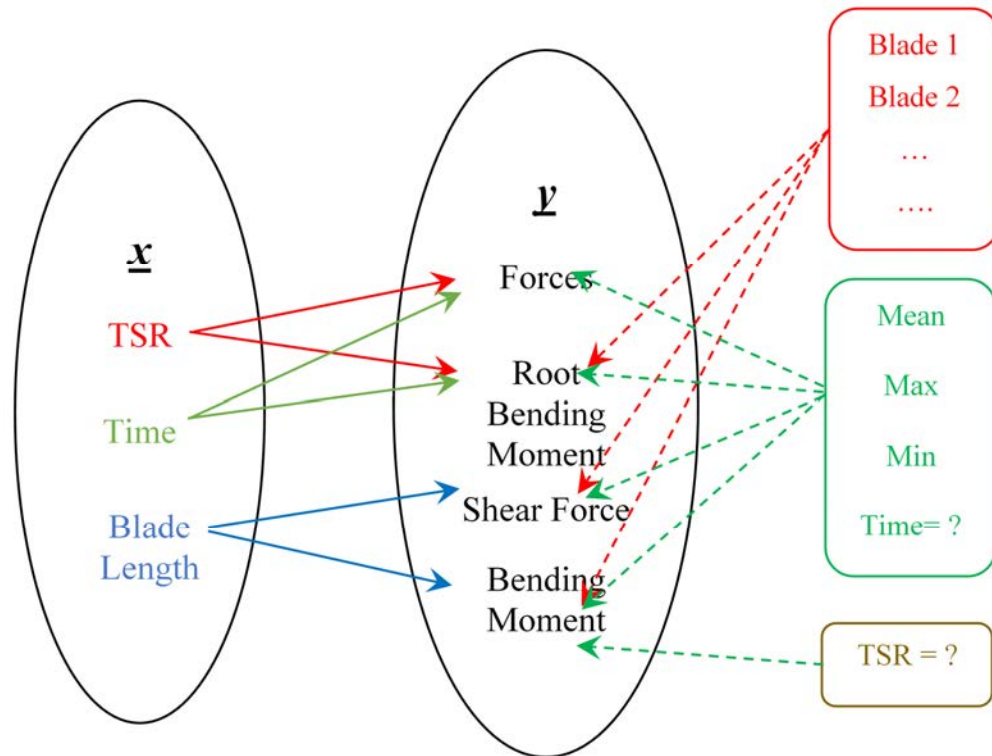 x
TSR
Time
Blade
Length
y
Forces
Root
Bending
Moment
Shear Force
Bending
Moment
Blade 1
Blade 2
...
....
Mean
Max
Min
Time= ?
TSR = ?